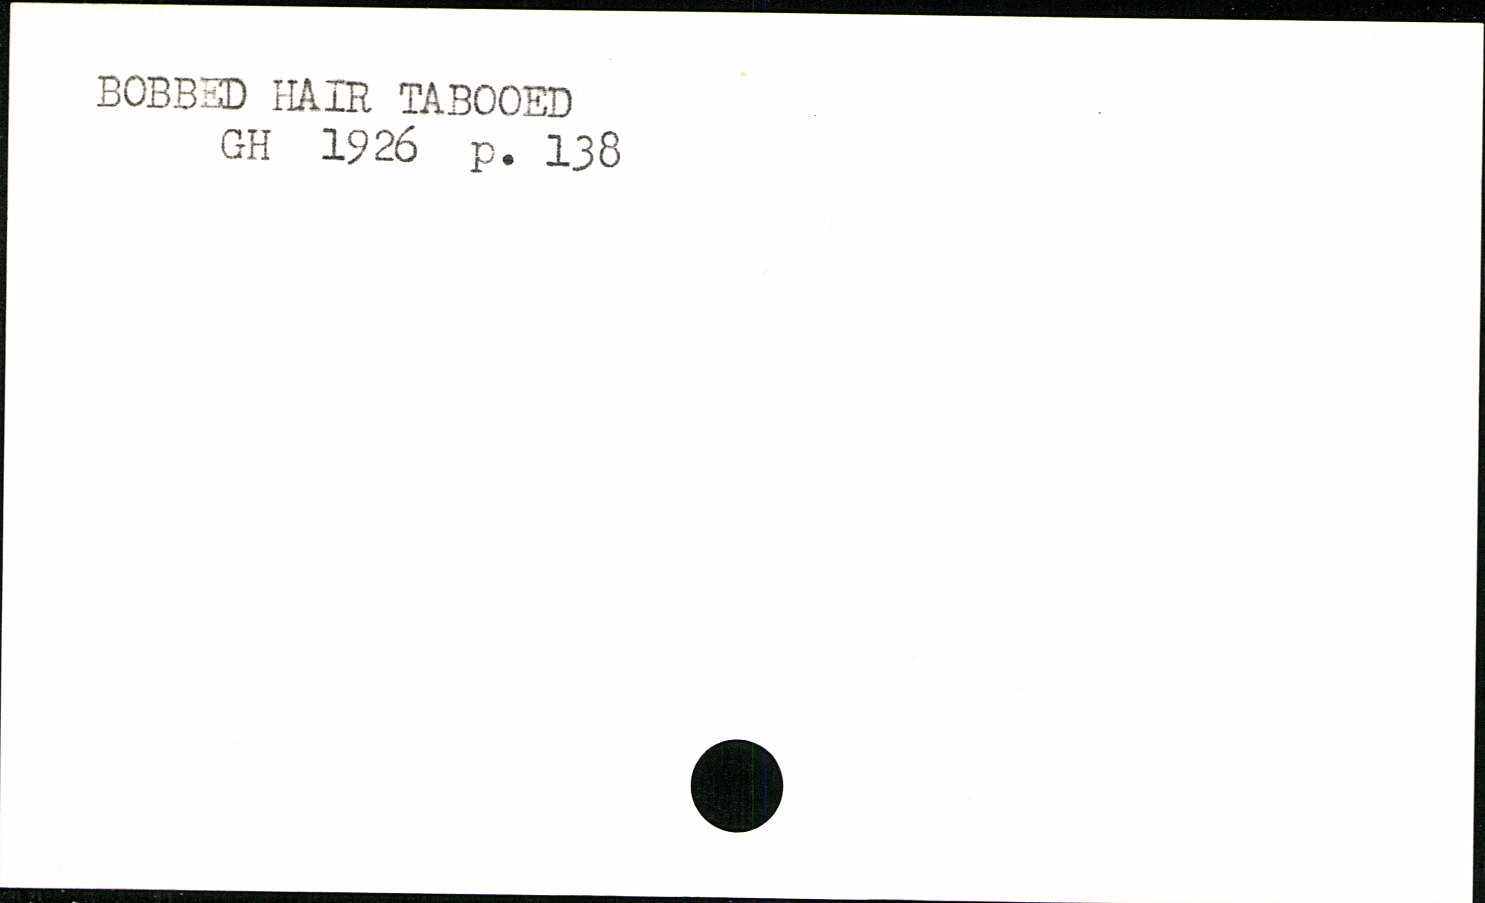 BOBBED HAIR TABOOED
GH 1926 p. 138